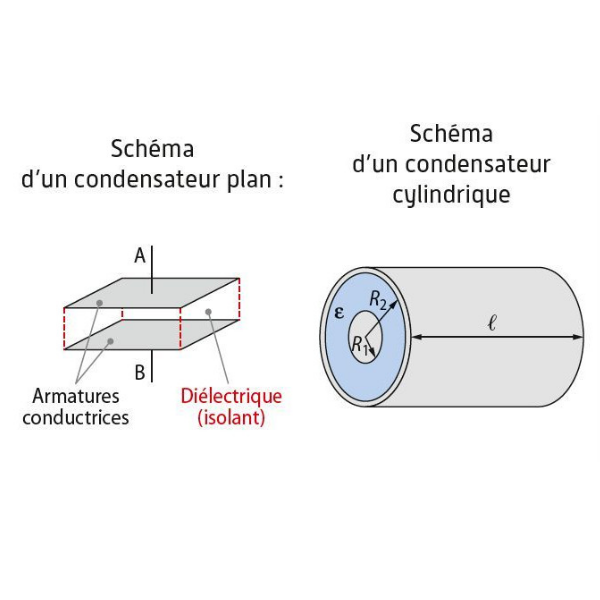 Schéma
d'un condensateur plan :
A
B
Armatures
conductrices
Diélectrique
(isolant)
Schéma
d'un condensateur
cylindrique
ε
R2
R1
ℓ